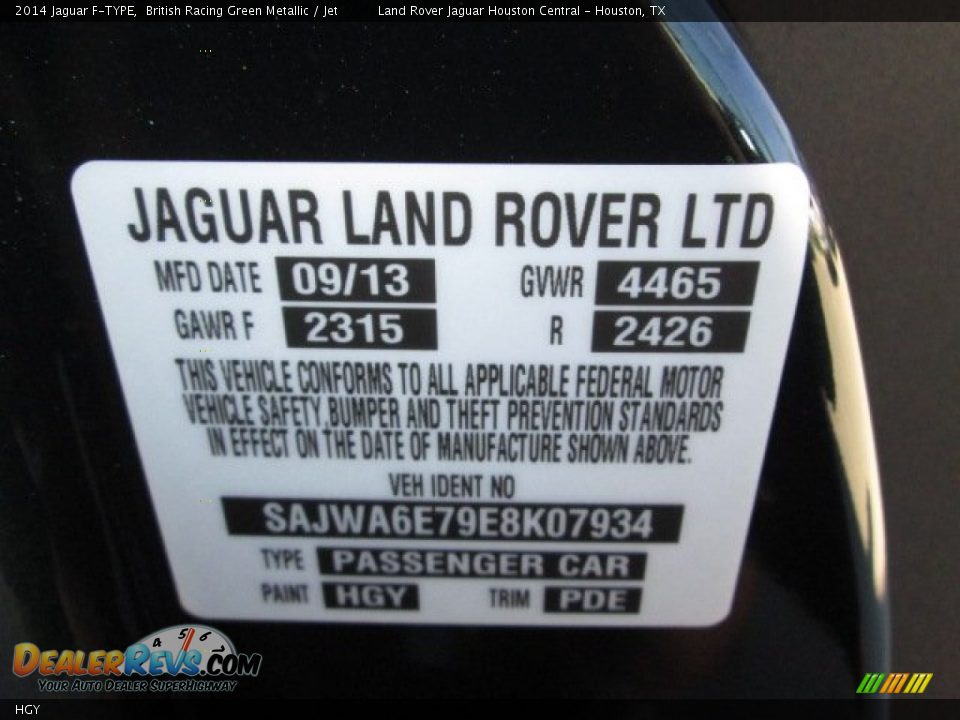 2014 Jaguar F-TYPE, British Racing Green Metallic / Jet Land Rover Jaguar Houston Central - Houston, TX
JAGUAR LAND ROVER LTD
MFD DATE 09/13 GVWR 4465
GAWR F 2315 R 2426
THIS VEHICLE CONFORMS TO ALL APPLICABLE FEDERAL MOTOR
VEHICLE SAFETY, BUMPER AND THEFT PREVENTION STANDARDS
IN EFFECT ON THE DATE OF MANUFACTURE SHOWN ABOVE.
VEH IDENT NO
SAJWA6E79E8K07934
TYPE PASSENGER CAR
PAINT HGY TRIM PDE
4 5 6
DEALERREVS.COM
YOUR AUTO DEALER SUPERHIGHWAY
HGY